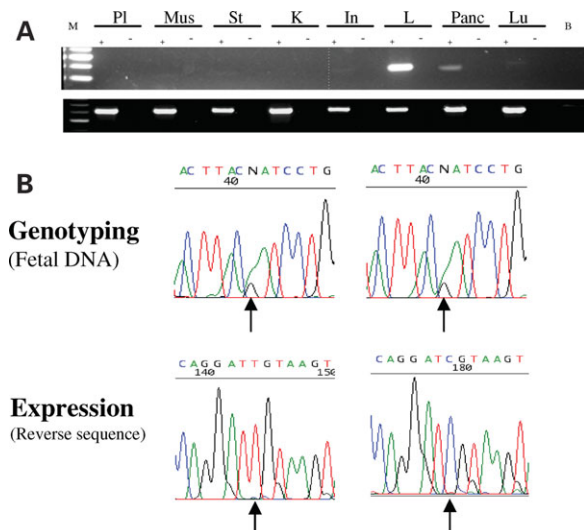 A
M Pl Mus St K In L Panc Lu B
+ - + - + - + - + - + - + - + -
B
ACTTACNATCCTG ACTTACNATCCTG
40 40
Genotyping
(Fetal DNA)
CAGGATTGTAAGT CAGGATCGTAAGT
140 150 180
Expression
(Reverse sequence)